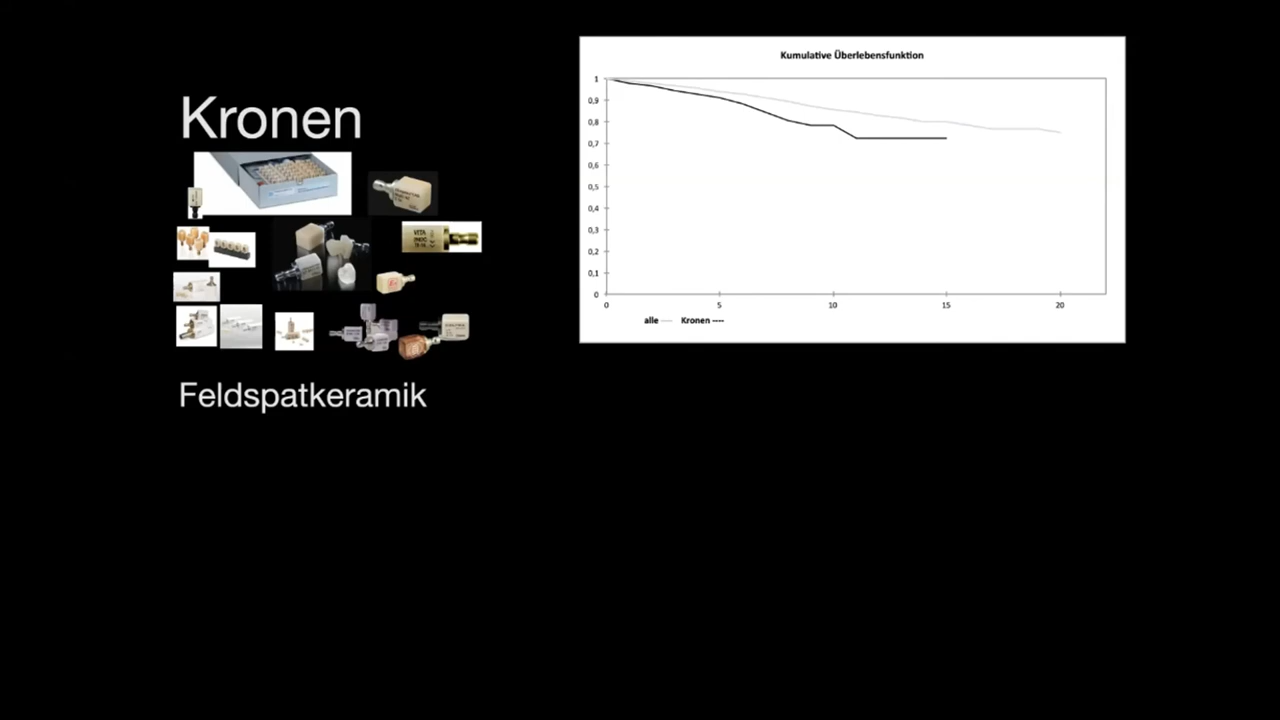 Kronen
VITA
Feldspatkeramik
Kumulative Überlebensfunktion
1
0,9
0,8
0,7
0,6
0,5
0,4
0,3
0,2
0,1
0
0 5 10 15 20
alle Kronen ----